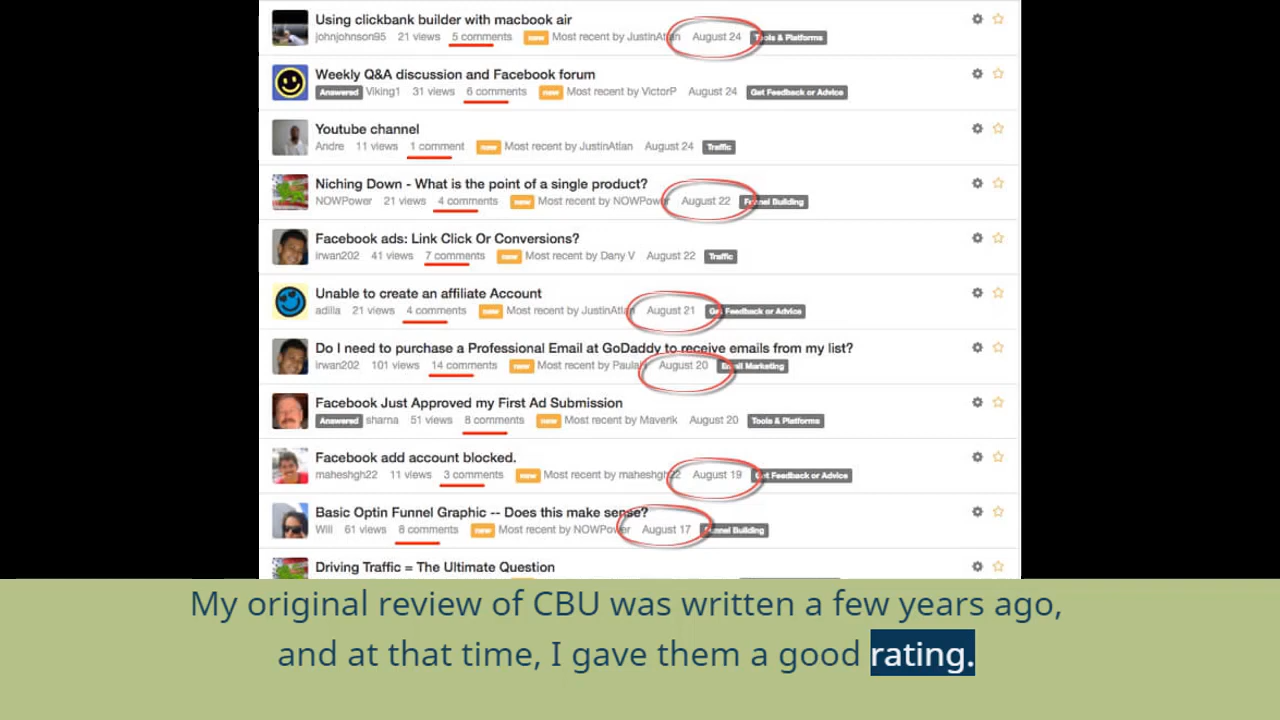 Using clickbank builder with macbook air
johnjohnson95 21 views 5 comments new Most recent by JustinAtlan August 24 Tools & Platforms
Weekly Q&A discussion and Facebook forum
Answered Viking1 31 views 6 comments new Most recent by VictorP August 24 Get Feedback or Advice
Youtube channel
Andre 11 views 1 comment new Most recent by JustinAtlan August 24 Traffic
Niching Down - What is the point of a single product?
NOWPower 21 views 4 comments new Most recent by NOWPower August 22 Funnel Building
Facebook ads: Link Click Or Conversions?
irwan202 41 views 7 comments new Most recent by Dany V August 22 Traffic
Unable to create an affiliate Account
adilla 21 views 4 comments new Most recent by JustinAtlan August 21 Get Feedback or Advice
Do I need to purchase a Professional Email at GoDaddy to receive emails from my list?
irwan202 101 views 14 comments new Most recent by Paula August 20 Email Marketing
Facebook Just Approved my First Ad Submission
Answered sharna 51 views 8 comments new Most recent by Maverik August 20 Tools & Platforms
Facebook add account blocked.
maheshgh22 11 views 3 comments new Most recent by maheshgh22 August 19 Get Feedback or Advice
Basic Optin Funnel Graphic -- Does this make sense?
Will 61 views 8 comments new Most recent by NOWPower August 17 Funnel Building
Driving Traffic = The Ultimate Question
My original review of CBU was written a few years ago,
and at that time, I gave them a good rating.